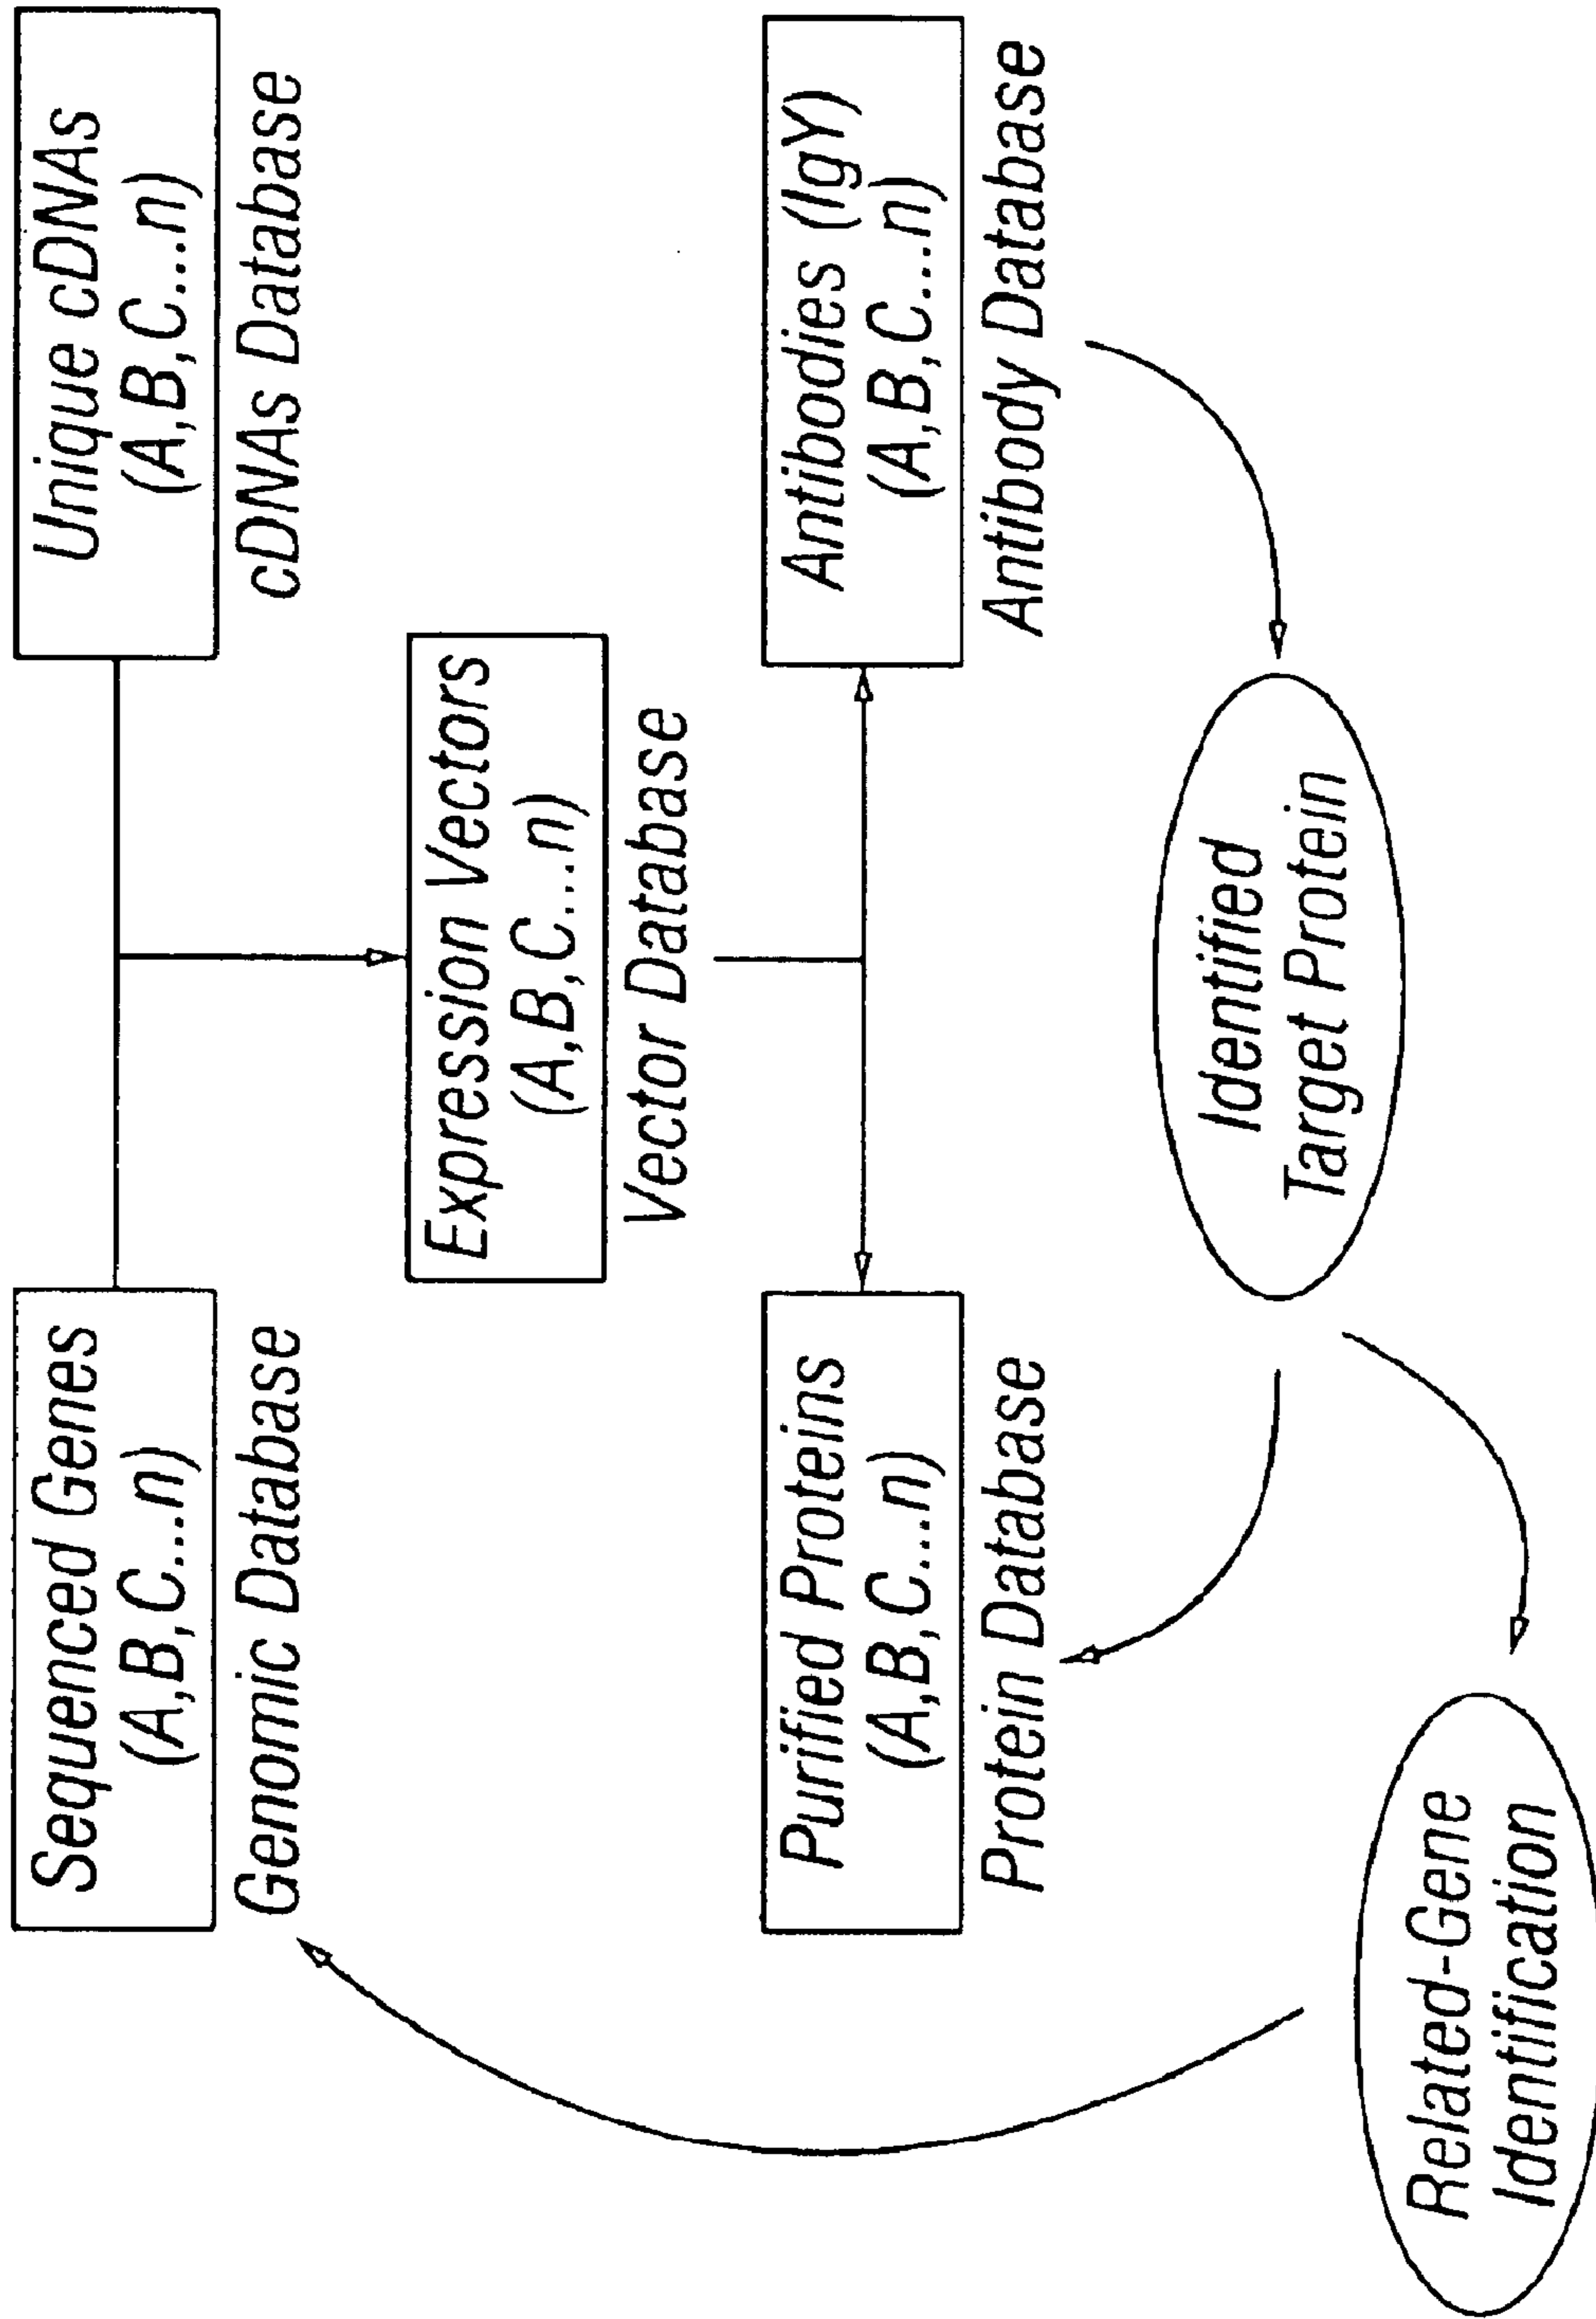 Sequenced Genes
(A,B,C...n)
Genomic Database
Unique cDNAs
(A,B,C...n)
cDNAs Database
Expression Vectors
(A,B,C...n)
Vector Database
Purified Proteins
(A,B,C...n)
Protein Database
Antibodies (IgY)
(A,B,C...n)
Antibody Database
Identified
Target Protein
Related-Gene
Identification